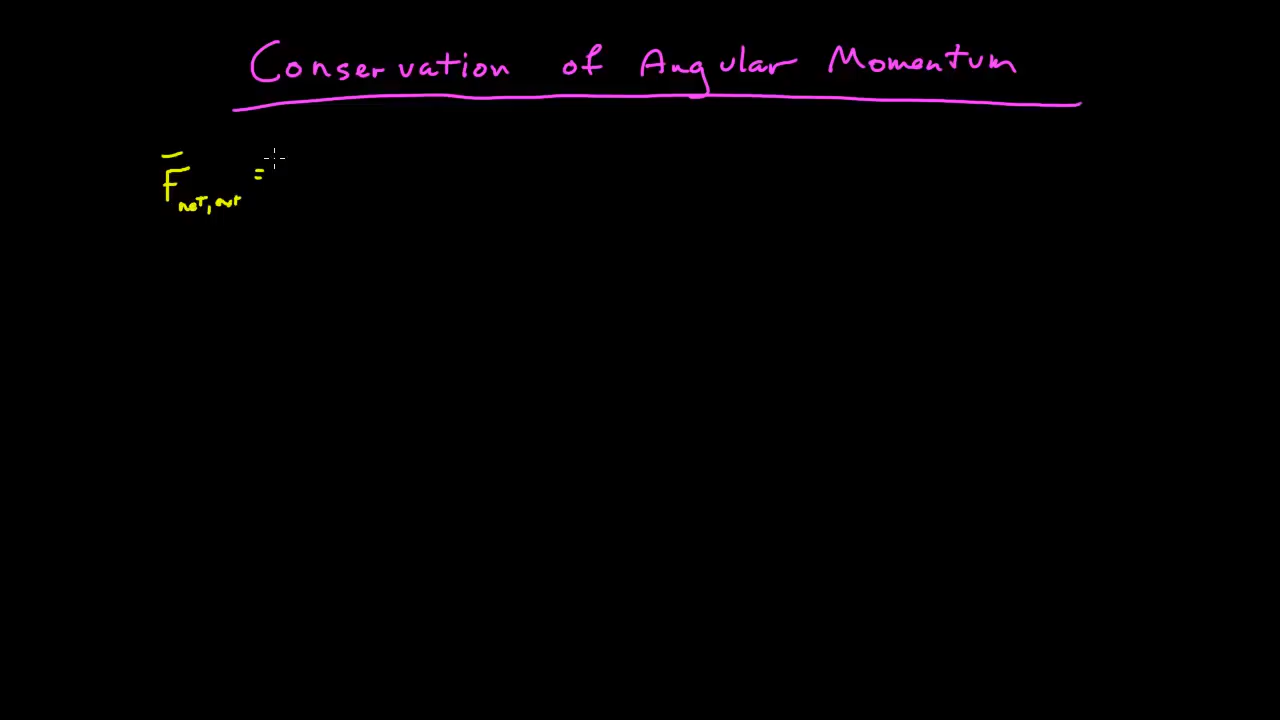 Conservation of Angular Momentum
F̅ net, ext =